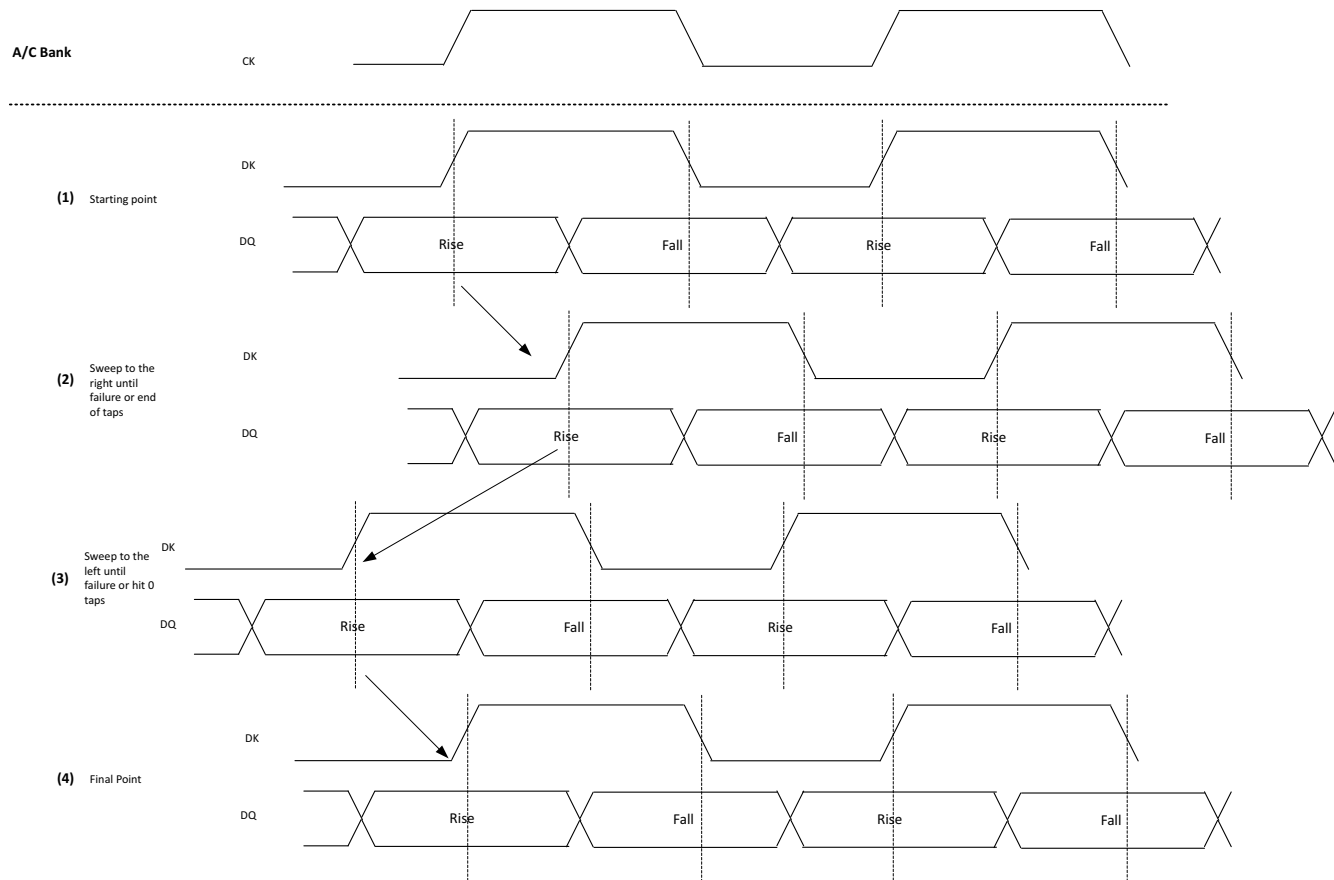 A/C Bank
CK
DK
(1) Starting point
DQ
Rise Fall Rise Fall
DK
(2) Sweep to the
right until
failure or end
of taps
DQ
Rise Fall Rise Fall
DK
(3) Sweep to the
left until
failure or hit 0
taps
DQ
Rise Fall Rise Fall
DK
(4) Final Point
DQ
Rise Fall Rise Fall